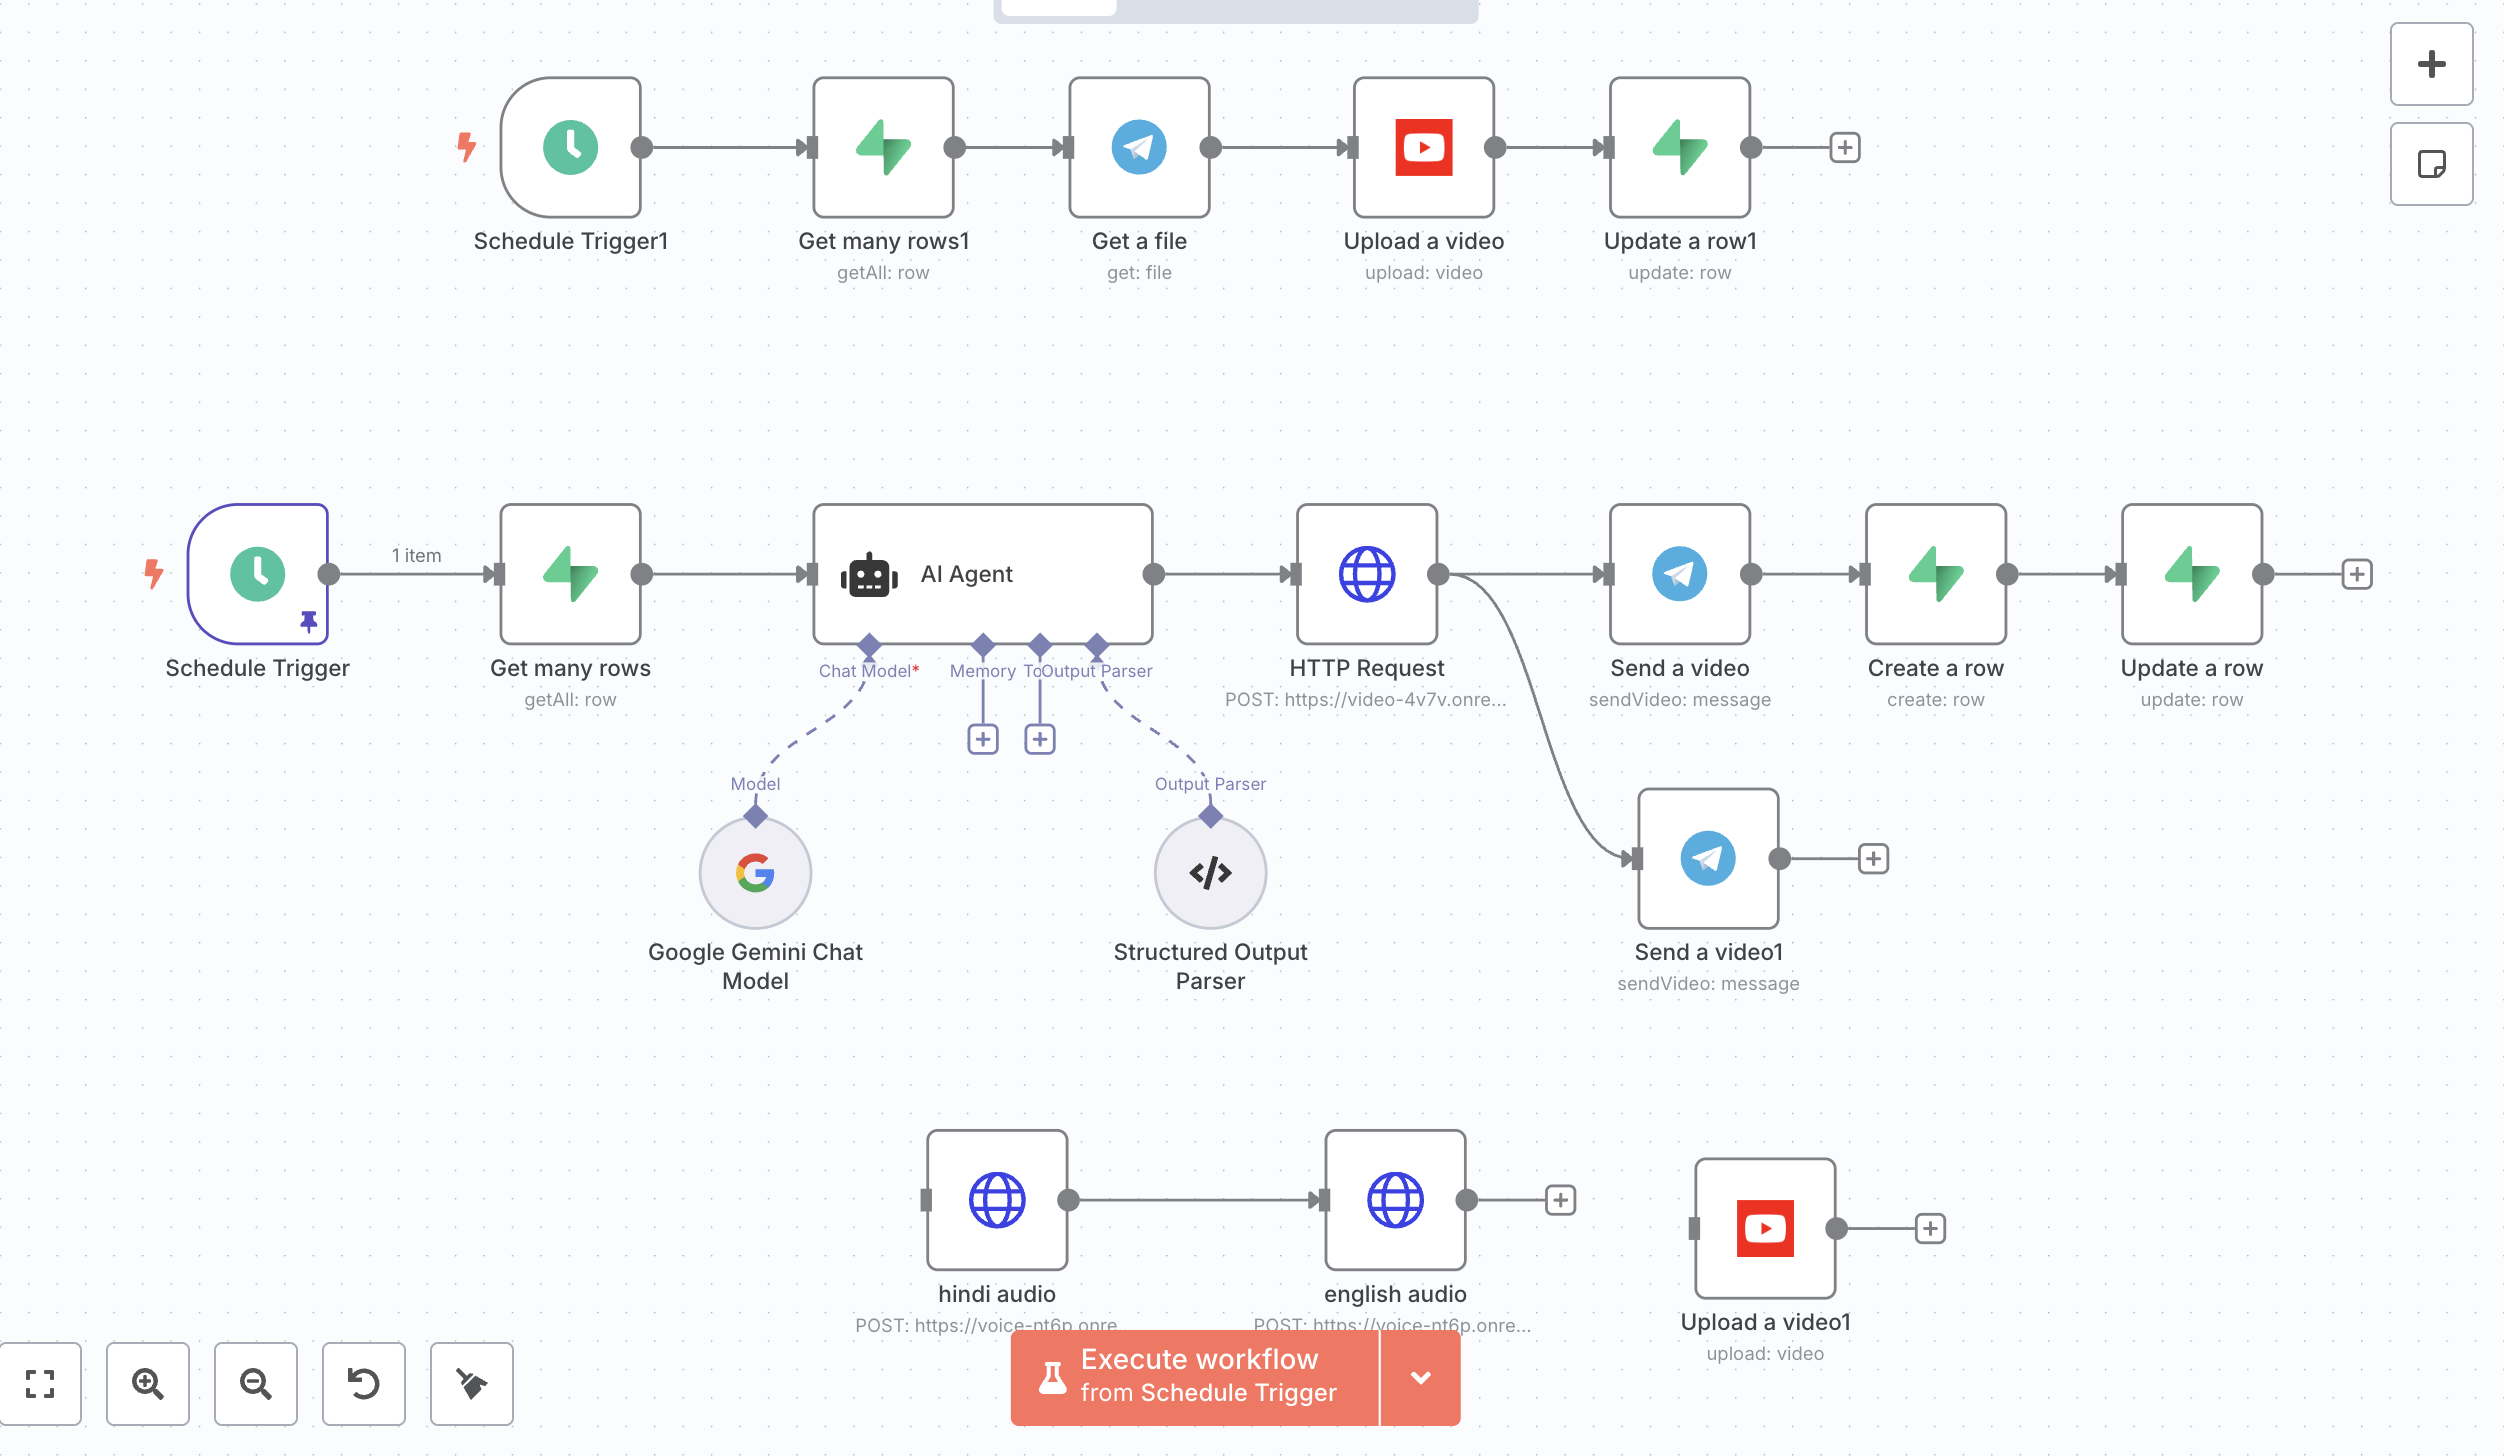 Schedule Trigger1
Get many rows1
getAll: row
Get a file
get: file
Upload a video
upload: video
Update a row1
update: row
1 item
AI Agent
Schedule Trigger
Get many rows
getAll: row
Chat Model*
Memory
To
Output Parser
HTTP Request
POST: https://video-4v7v.onre...
Send a video
sendVideo: message
Create a row
create: row
Update a row
update: row
Model
Output Parser
Google Gemini Chat
Model
Structured Output
Parser
Send a video1
sendVideo: message
hindi audio
POST: https://voice-nt6p.onre...
english audio
POST: https://voice-nt6p.onre...
Upload a video1
upload: video
Execute workflow
from Schedule Trigger